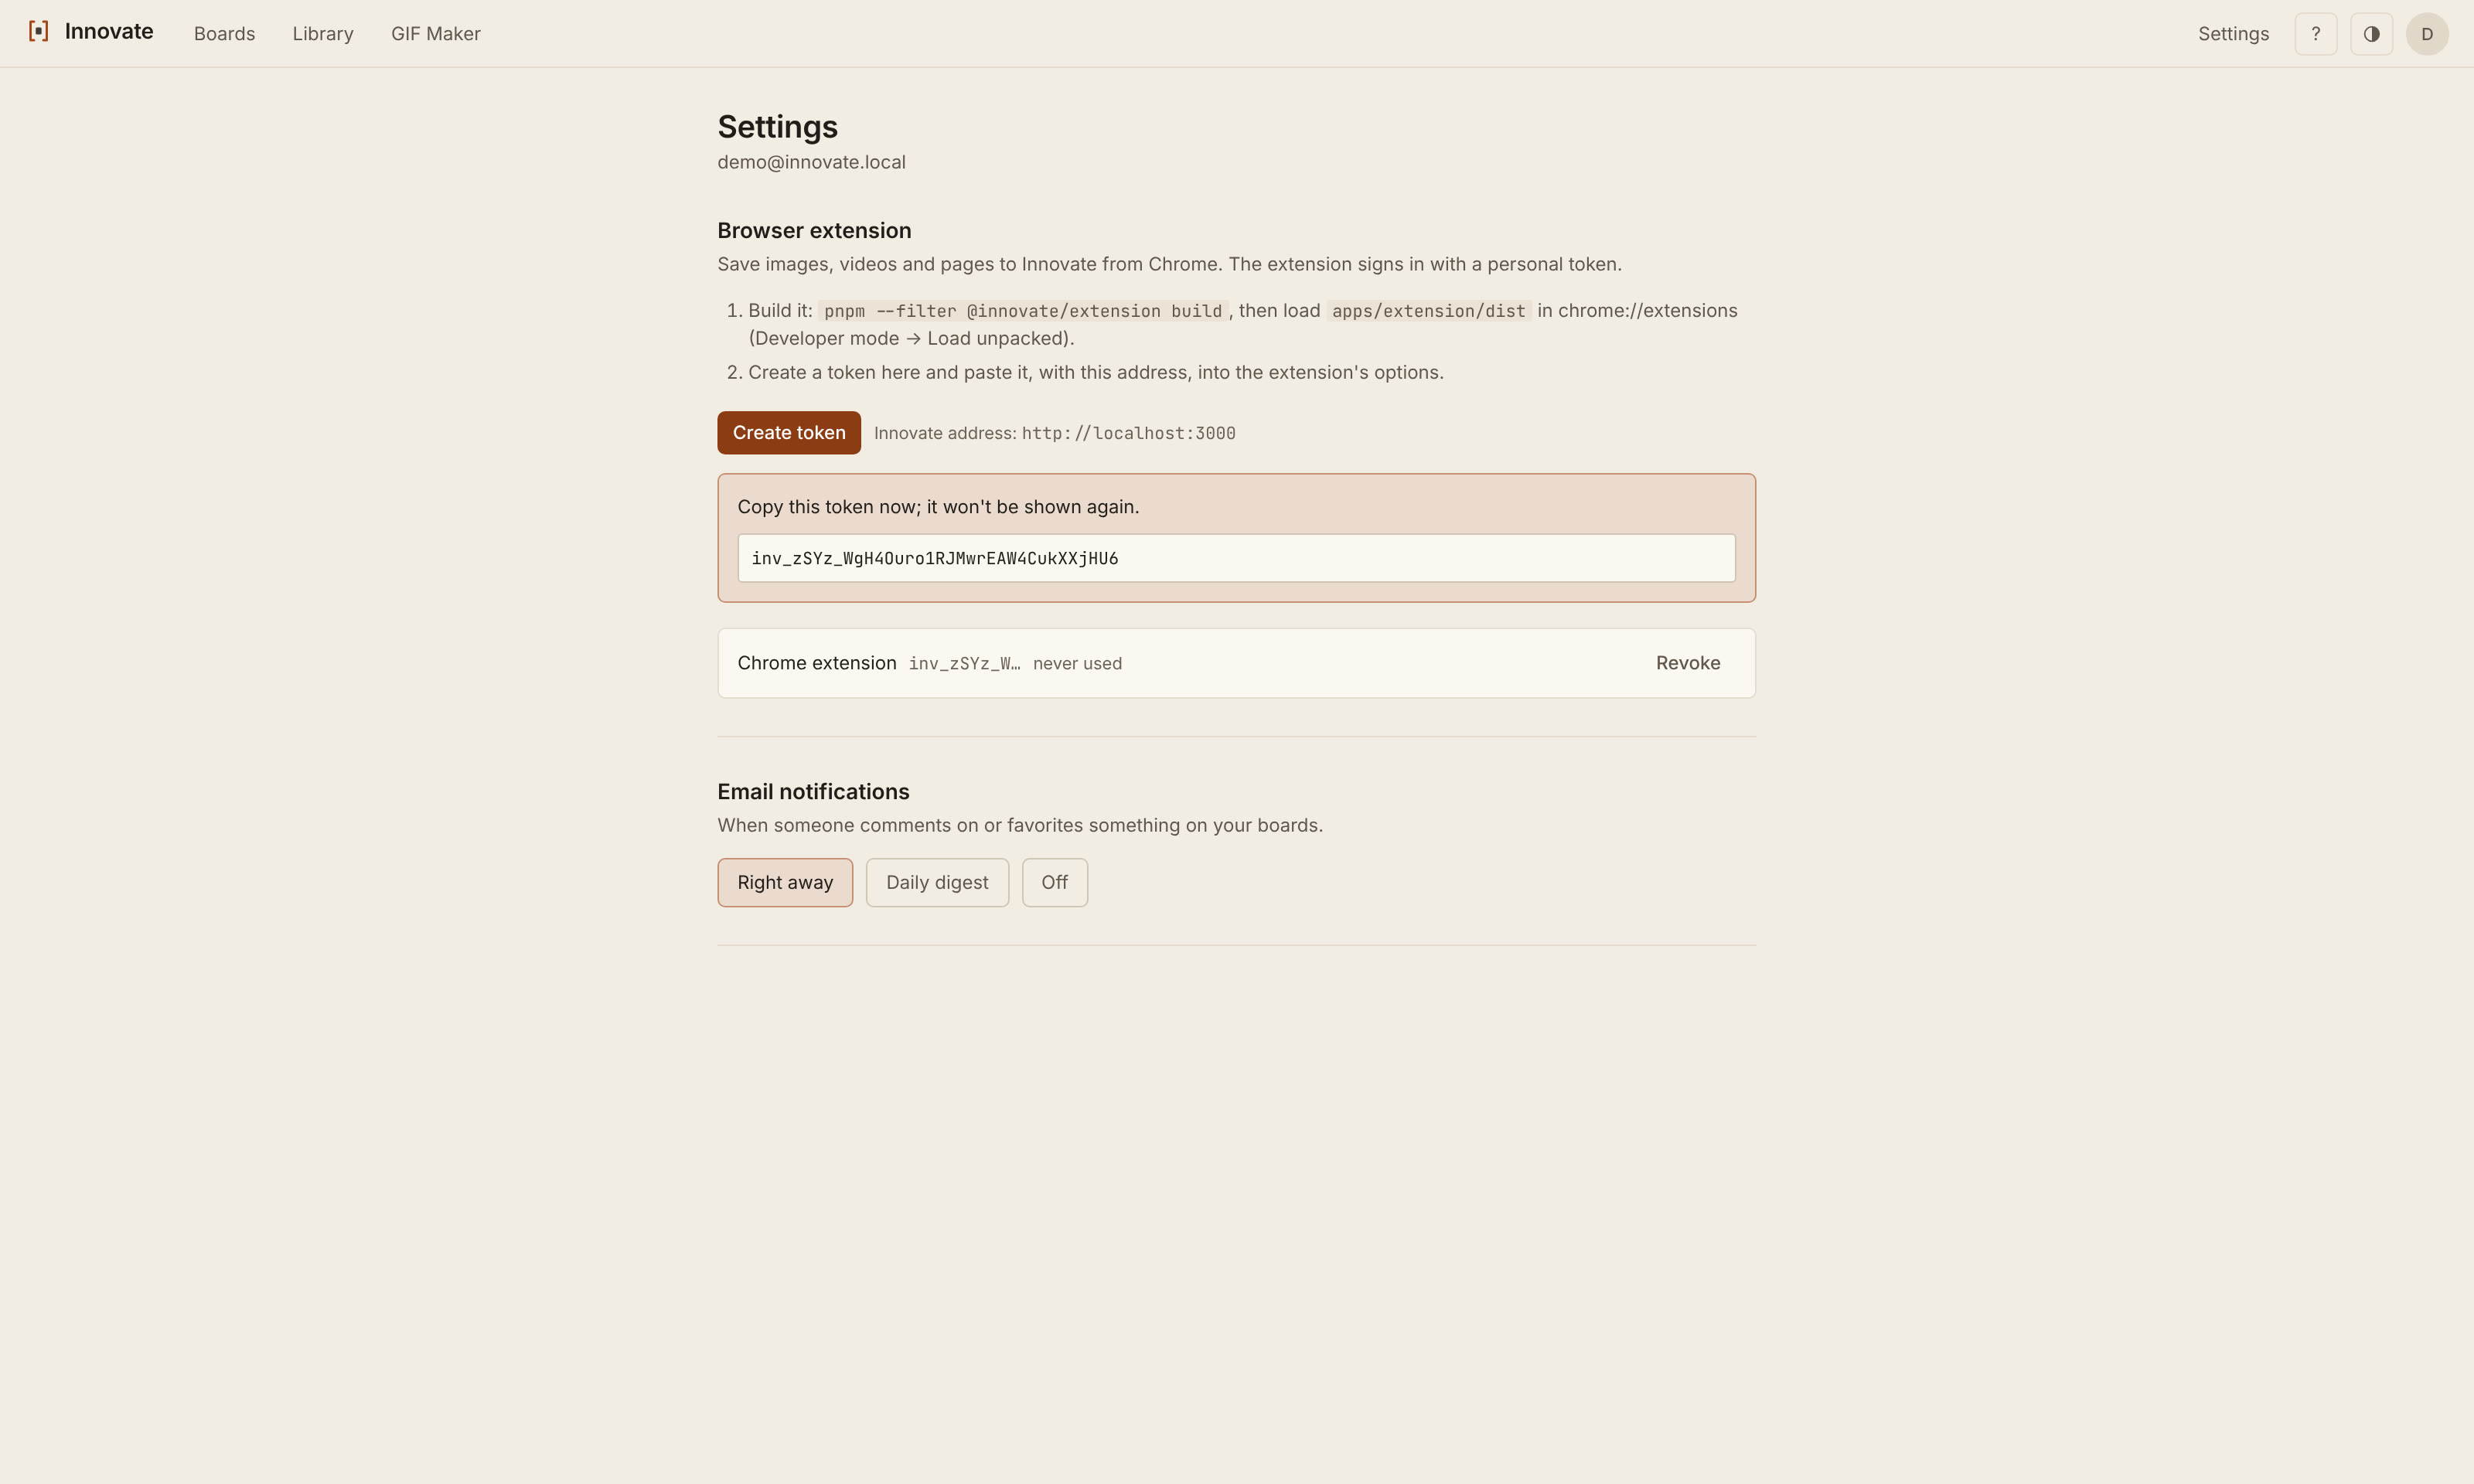 Innovate
Boards
Library
GIF Maker
Settings
?
D
Settings
demo@innovate.local
Browser extension
Save images, videos and pages to Innovate from Chrome. The extension signs in with a personal token.
1. Build it: pnpm --filter @innovate/extension build, then load apps/extension/dist in chrome://extensions
(Developer mode → Load unpacked).
2. Create a token here and paste it, with this address, into the extension's options.
Create token
Innovate address: http://localhost:3000
Copy this token now; it won't be shown again.
inv_zSYz_WgH4Ouro1RJMwrEAW4CukXXjHU6
Chrome extension inv_zSYz_W… never used
Revoke
Email notifications
When someone comments on or favorites something on your boards.
Right away
Daily digest
Off